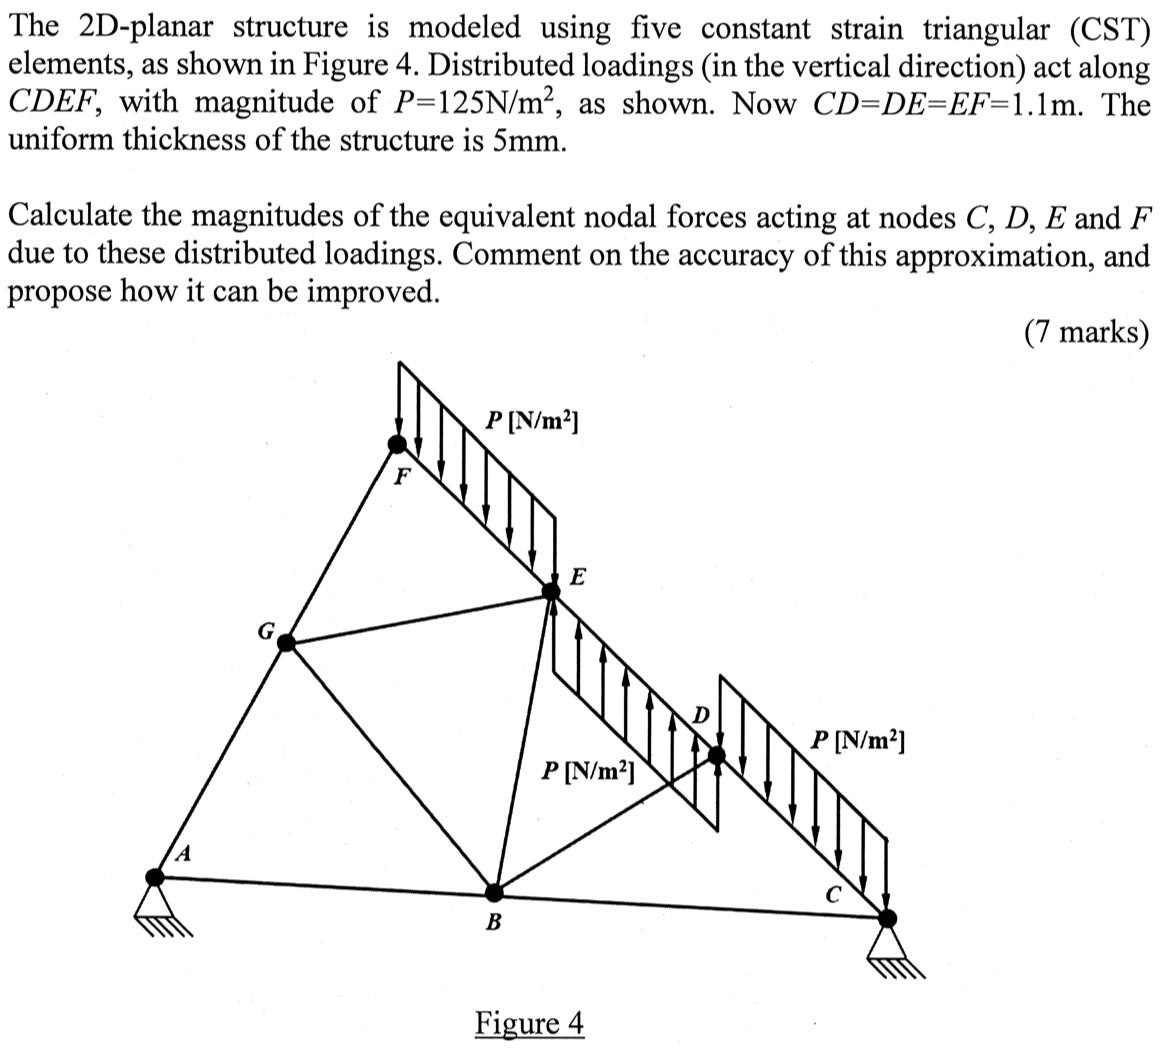 The 2D-planar structure is modeled using five constant strain triangular (CST)
elements, as shown in Figure 4. Distributed loadings (in the vertical direction) act along
CDEF, with magnitude of P=125N/m², as shown. Now CD=DE=EF=1.1m. The
uniform thickness of the structure is 5mm.
Calculate the magnitudes of the equivalent nodal forces acting at nodes C, D, E and F
due to these distributed loadings. Comment on the accuracy of this approximation, and
propose how it can be improved.
(7 marks)
P [N/m²]
F
E
G
D
P [N/m²]
P [N/m²]
A
C
B
Figure 4